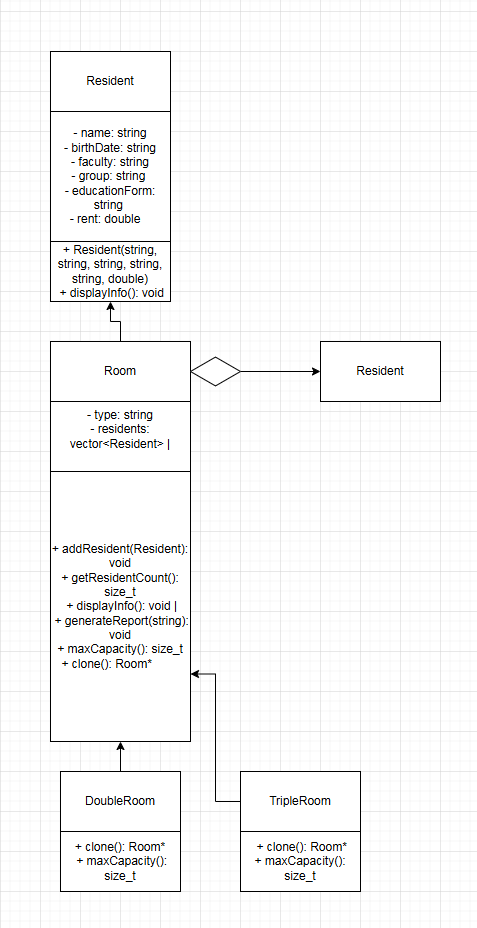 Resident
- name: string
- birthDate: string
- faculty: string
- group: string
- educationForm:
string
- rent: double
+ Resident(string,
string, string, string,
string, double)
+ displayInfo(): void
Room
Resident
- type: string
- residents:
vector<Resident> |
+ addResident(Resident):
void
+ getResidentCount():
size_t
+ displayInfo(): void |
+ generateReport(string):
void
+ maxCapacity(): size_t
+ clone(): Room*
DoubleRoom
+ clone(): Room*
+ maxCapacity():
size_t
TripleRoom
+ clone(): Room*
+ maxCapacity():
size_t